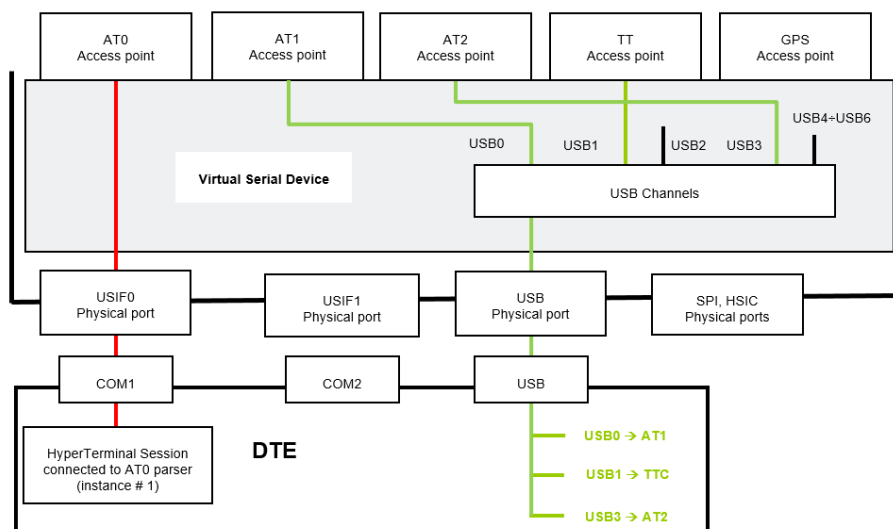 AT0
Access point
AT1
Access point
AT2
Access point
TT
Access point
GPS
Access point
USB4÷USB6
USB0
USB1
USB2
USB3
Virtual Serial Device
USB Channels
USIF0
Physical port
USIF1
Physical port
USB
Physical port
SPI, HSIC
Physical ports
COM1
COM2
USB
HyperTerminal Session
connected to AT0 parser
(instance # 1)
DTE
USB0 → AT1
USB1 → TTC
USB3 → AT2